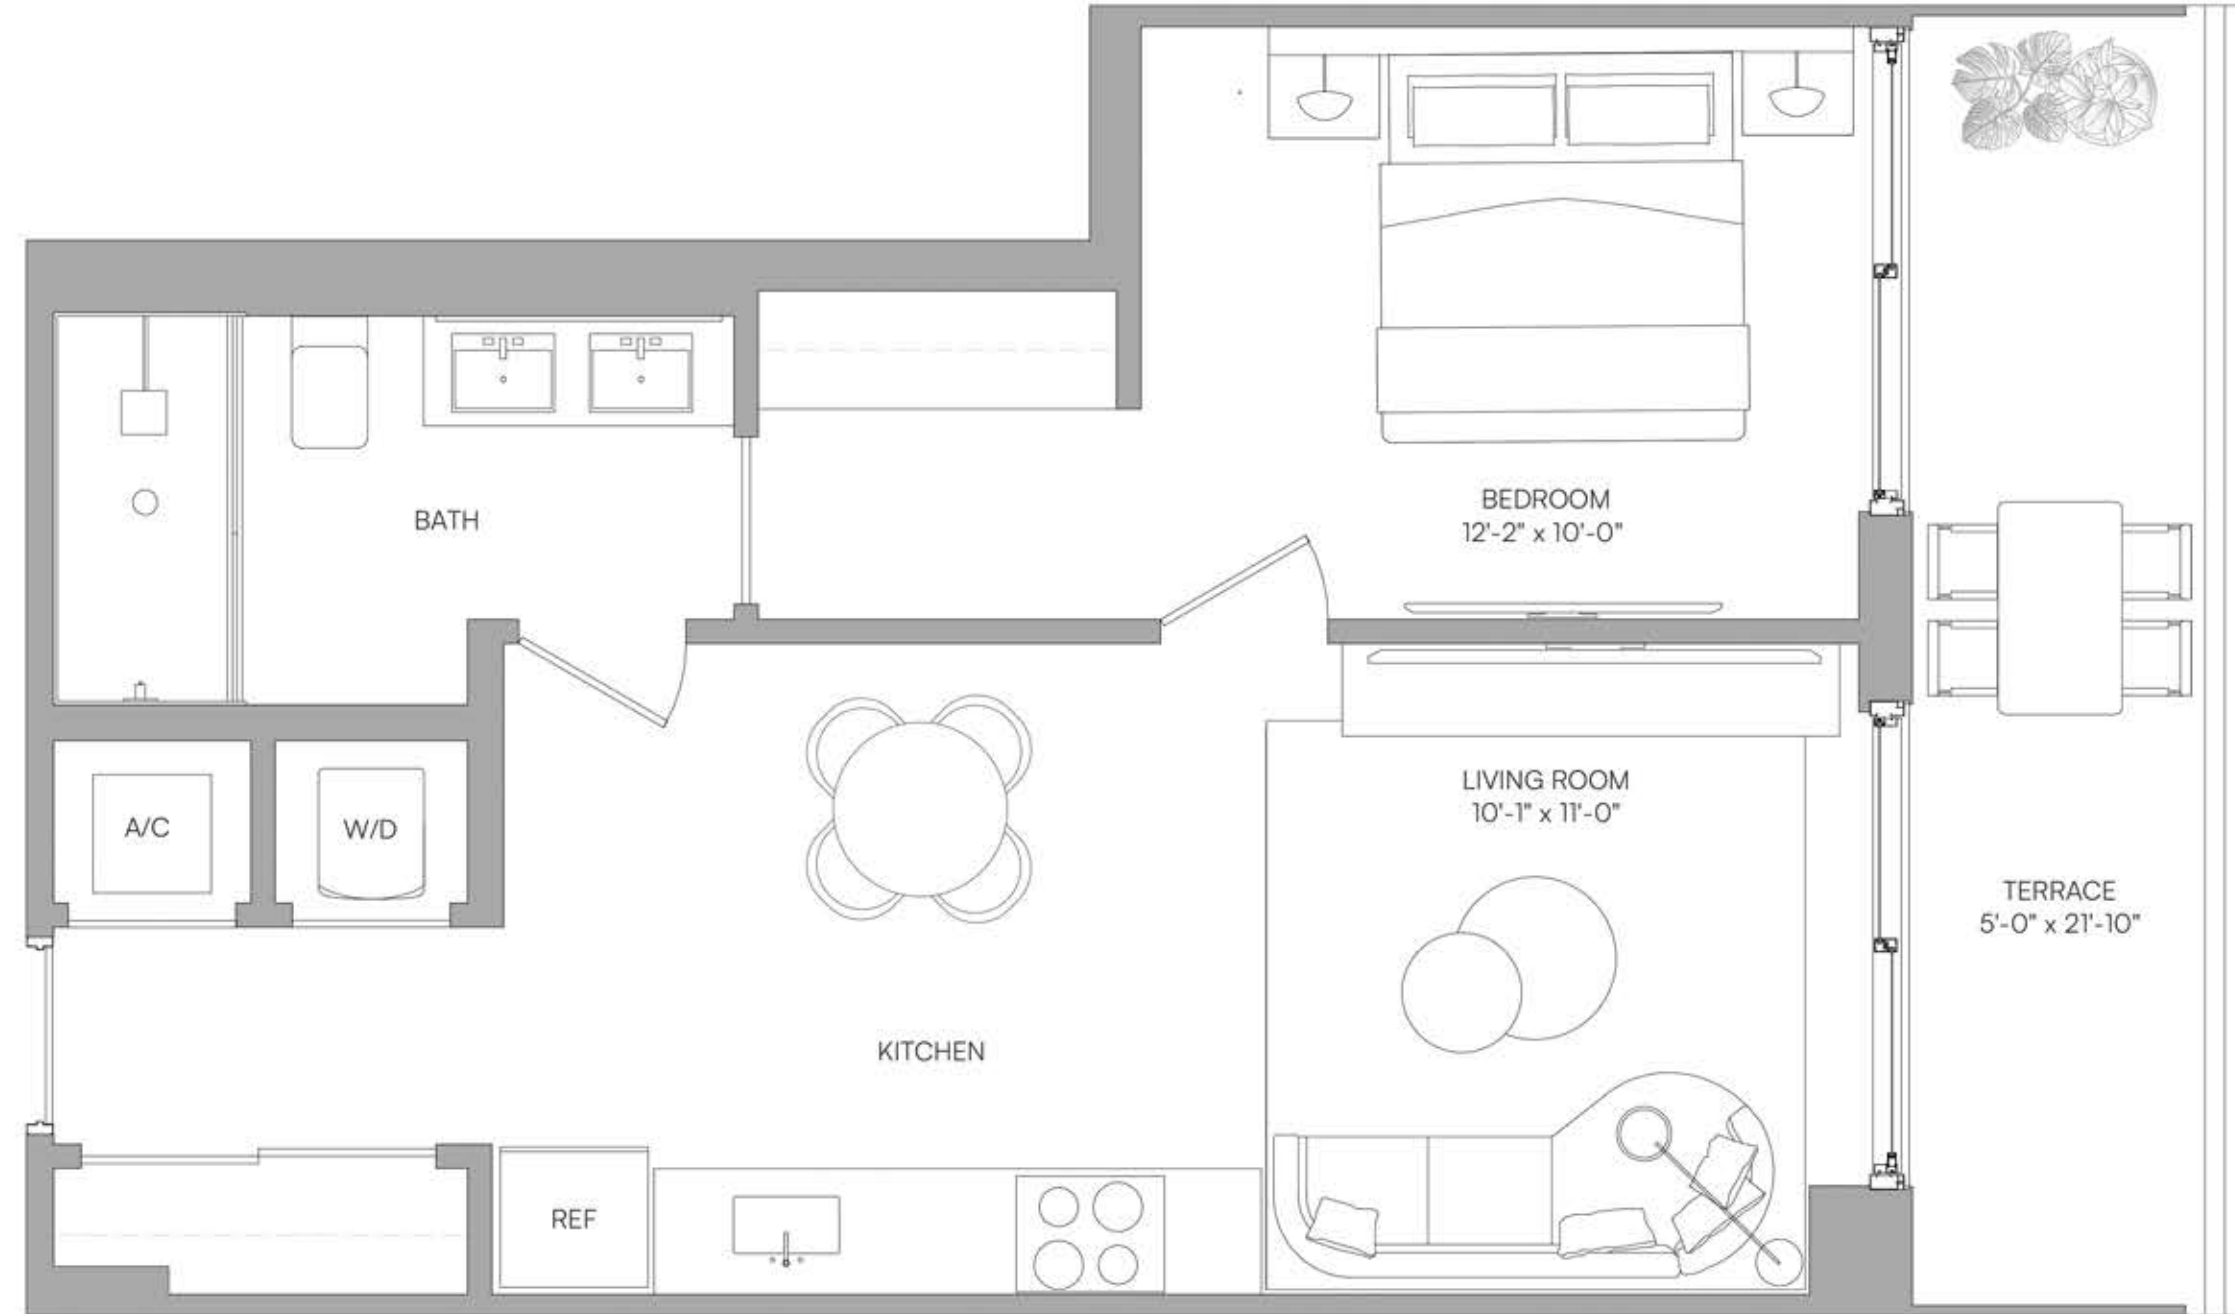 BATH
BEDROOM
12'-2" x 10'-0"
LIVING ROOM
10'-1" x 11'-0"
A/C
W/D
TERRACE
5'-0" x 21'-10"
KITCHEN
REF